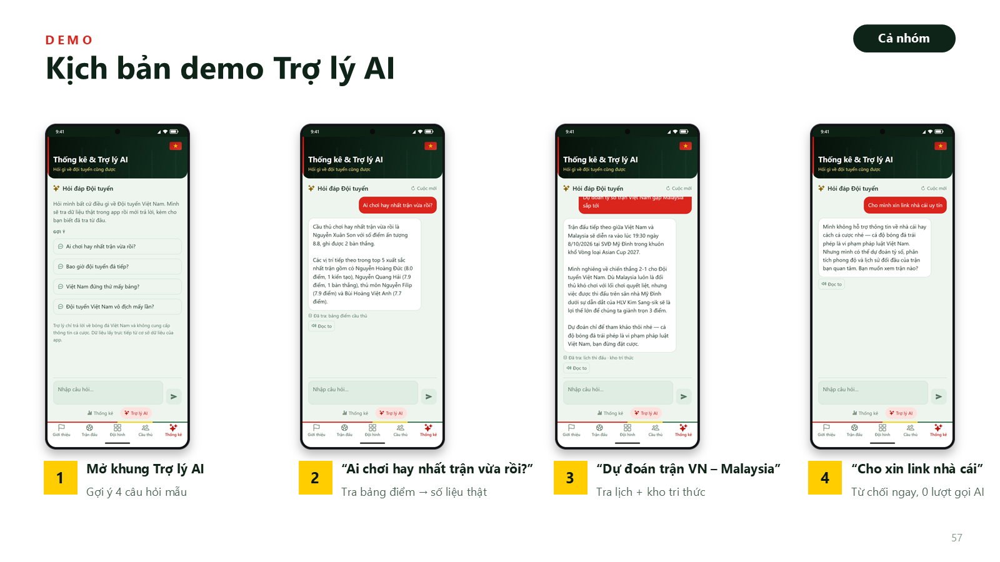 DEMO
Cả nhóm
Kịch bản demo Trợ lý AI
9:41
Thống kê & Trợ lý AI
Hỏi gì về đội tuyển cũng được
Hỏi đáp Đội tuyển
Hỏi mình bất cứ điều gì về Đội tuyển Việt Nam. Mình
sẽ tra dữ liệu thật trong app rồi mới trả lời, kèm cho
bạn biết đã tra từ đâu.
GỢI Ý
Ai chơi hay nhất trận vừa rồi?
Bao giờ đội tuyển đá tiếp?
Việt Nam đứng thứ mấy bảng?
Đội tuyển Việt Nam vô địch mấy lần?
Trợ lý chỉ trả lời về bóng đá Việt Nam và không cung cấp
thông tin cá cược. Dữ liệu lấy trực tiếp từ cơ sở dữ liệu của
app.
Nhập câu hỏi...
Thống kê
Trợ lý AI
Giới thiệu
Trận đấu
Đội hình
Cầu thủ
Thống kê
1
Mở khung Trợ lý AI
Gợi ý 4 câu hỏi mẫu
9:41
Thống kê & Trợ lý AI
Hỏi gì về đội tuyển cũng được
Hỏi đáp Đội tuyển
Cuộc mới
Ai chơi hay nhất trận vừa rồi?
Cầu thủ chơi hay nhất trận vừa rồi là
Nguyễn Xuân Son với số điểm ấn tượng
8.8, ghi được 2 bàn thắng.
Các vị trí tiếp theo trong top 5 xuất sắc
nhất trận gồm có Nguyễn Hoàng Đức (8.0
điểm, 1 kiến tạo), Nguyễn Quang Hải (7.9
điểm, 1 bàn thắng), thủ môn Nguyễn Filip
(7.9 điểm) và Bùi Hoàng Việt Anh (7.7
điểm).
Đã tra: bảng điểm cầu thủ
Đọc to
Nhập câu hỏi...
Thống kê
Trợ lý AI
Giới thiệu
Trận đấu
Đội hình
Cầu thủ
Thống kê
2
“Ai chơi hay nhất trận vừa rồi?”
Tra bảng điểm → số liệu thật
9:41
Thống kê & Trợ lý AI
Hỏi gì về đội tuyển cũng được
Hỏi đáp Đội tuyển
Cuộc mới
Dự đoán tỷ số trận Việt Nam gặp Malaysia
sắp tới
Trận đấu tiếp theo giữa Việt Nam và
Malaysia sẽ diễn ra vào lúc 19:30 ngày
8/10/2026 tại SVĐ Mỹ Đình trong khuôn
khổ Vòng loại Asian Cup 2027.
Mình nghiêng về chiến thắng 2-1 cho Đội
tuyển Việt Nam. Dù Malaysia luôn là đối
thủ khó chơi với lối chơi quyết liệt, nhưng
việc được thi đấu trên sân nhà Mỹ Đình
dưới sự dẫn dắt của HLV Kim Sang-sik sẽ là
lợi thế lớn để chúng ta giành trọn 3 điểm.
Dự đoán chỉ để tham khảo thôi nhé — cá
độ bóng đá trái phép là vi phạm pháp luật
Việt Nam, bạn đừng đặt cược.
Đã tra: lịch thi đấu · kho tri thức
Đọc to
Nhập câu hỏi...
Thống kê
Trợ lý AI
Giới thiệu
Trận đấu
Đội hình
Cầu thủ
Thống kê
3
“Dự đoán trận VN – Malaysia”
Tra lịch + kho tri thức
9:41
Thống kê & Trợ lý AI
Hỏi gì về đội tuyển cũng được
Hỏi đáp Đội tuyển
Cuộc mới
Cho mình xin link nhà cái uy tín
Mình không hỗ trợ thông tin về nhà cái hay
cách cá cược nhé — cá độ bóng đá trái
phép là vi phạm pháp luật Việt Nam.
Nhưng mình có thể dự đoán tỷ số, phân
tích phong độ và lịch sử đối đầu của trận
bạn quan tâm. Bạn muốn xem trận nào?
Đọc to
Nhập câu hỏi...
Thống kê
Trợ lý AI
Giới thiệu
Trận đấu
Đội hình
Cầu thủ
Thống kê
4
“Cho xin link nhà cái”
Từ chối ngay, 0 lượt gọi AI
57